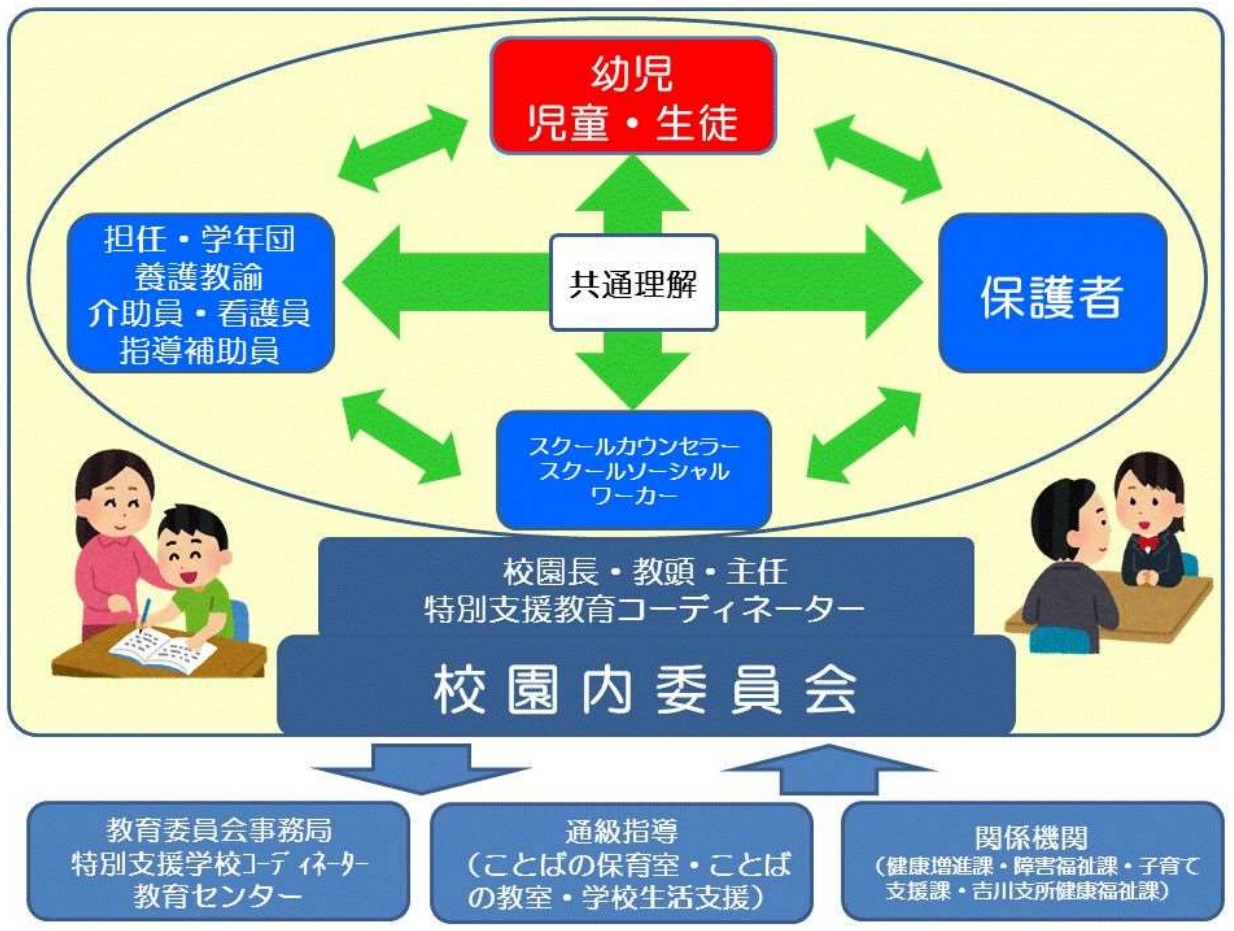 幼児
児童・生徒
担任・学年団
養護教諭
介助員・看護員
指導補助員
共通理解
保護者
スクールカウンセラー
スクールソーシャル
ワーカー
校園長・教頭・主任
特別支援教育コーディネーター
校園内委員会
教育委員会事務局
特別支援学校ｺｰﾃﾞｨﾈｰﾀｰ
教育センター
通級指導
（ことばの保育室・ことば
の教室・学校生活支援）
関係機関
（健康増進課・障害福祉課・子育て
支援課・吉川支所健康福祉課）